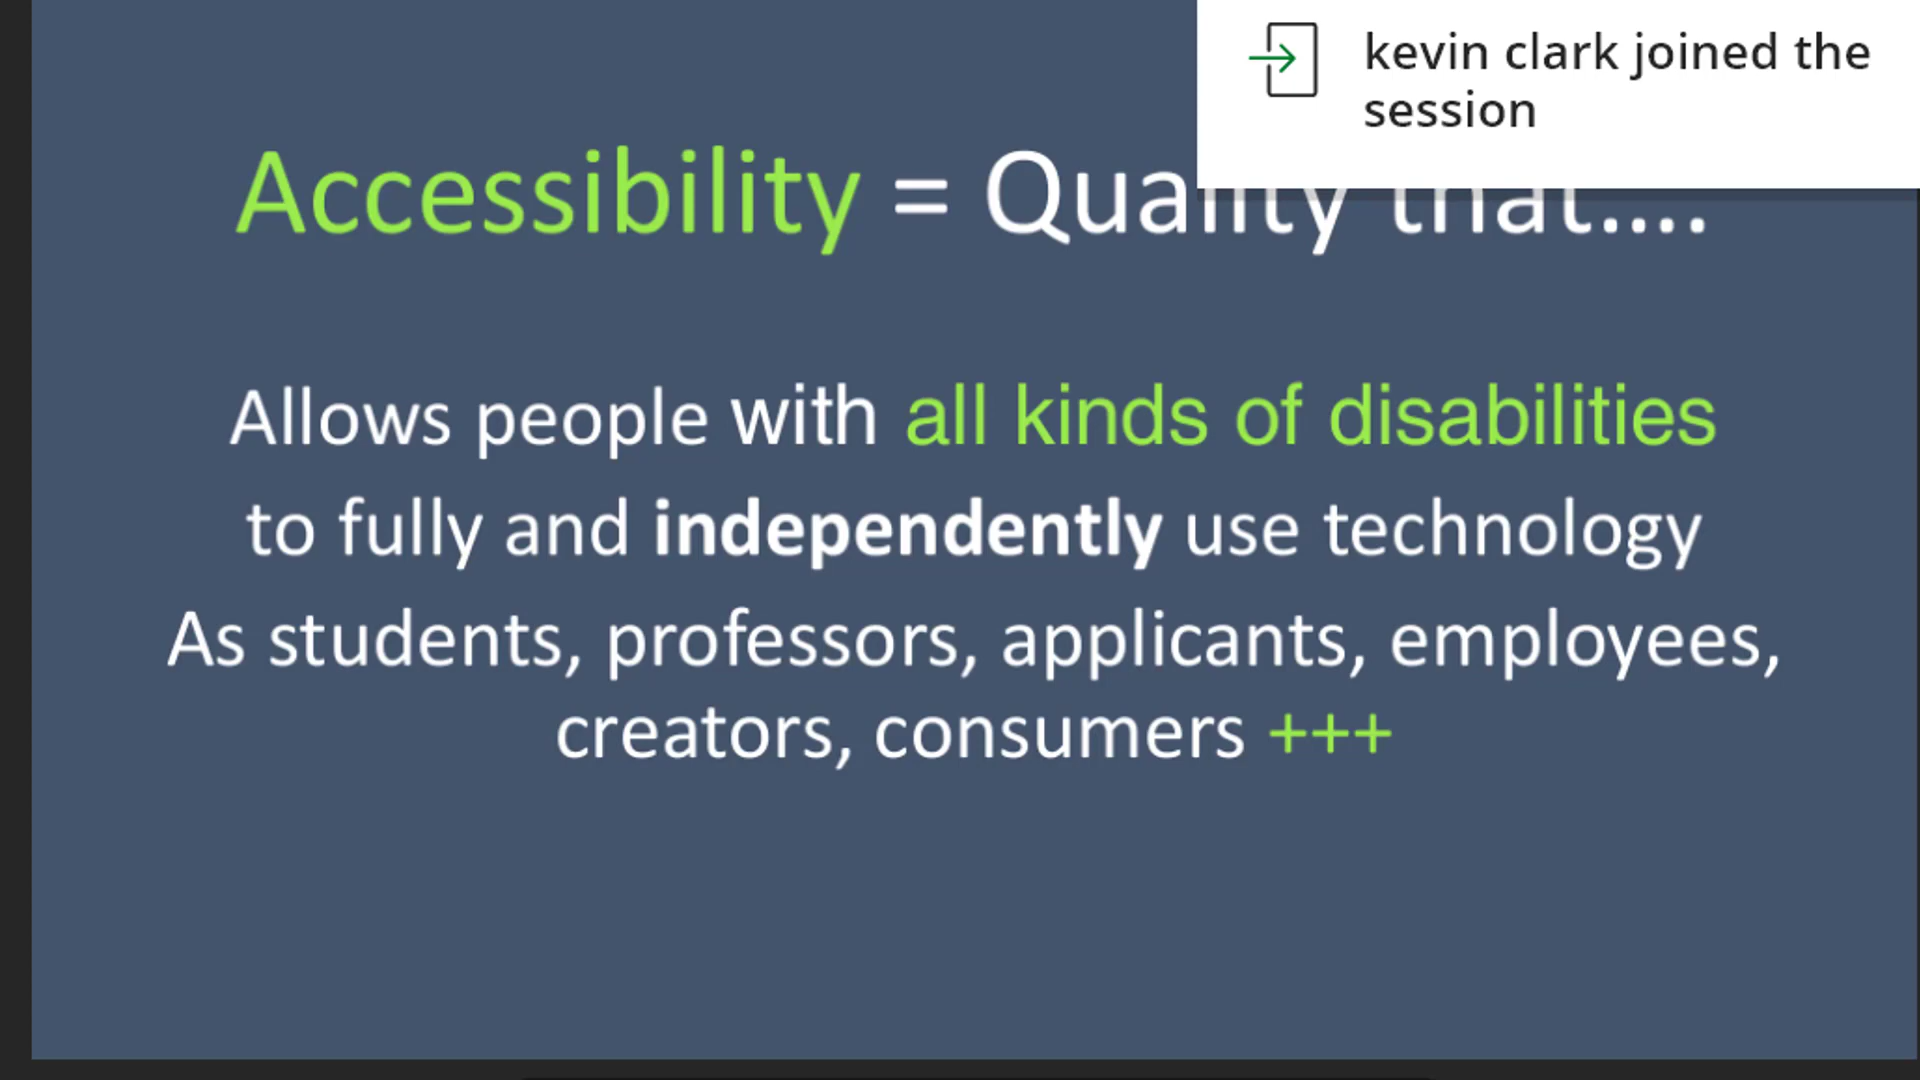 kevin clark joined the
session
Accessibility = Quality that....
Allows people with all kinds of disabilities
to fully and independently use technology
As students, professors, applicants, employees,
creators, consumers +++